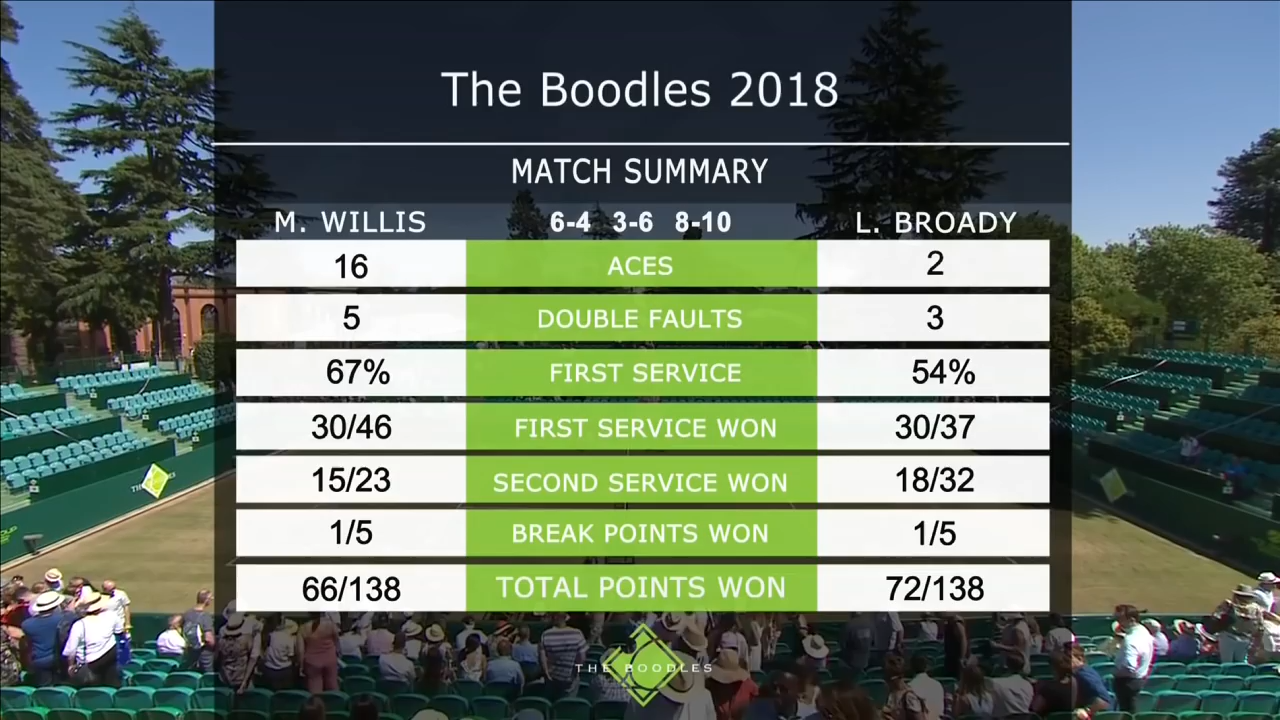 The Boodles 2018
MATCH SUMMARY
M. WILLIS 6-4 3-6 8-10 L. BROADY
16 ACES 2
5 DOUBLE FAULTS 3
67% FIRST SERVICE 54%
30/46 FIRST SERVICE WON 30/37
15/23 SECOND SERVICE WON 18/32
1/5 BREAK POINTS WON 1/5
66/138 TOTAL POINTS WON 72/138
THE BOODLES